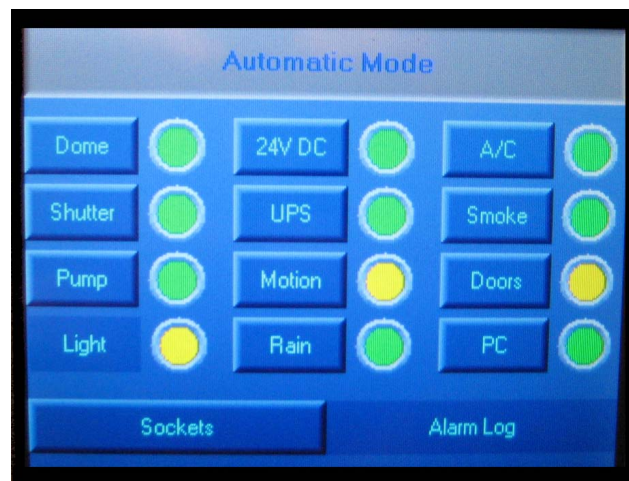 Automatic Mode
Dome 24V DC A/C
Shutter UPS Smoke
Pump Motion Doors
Light Rain PC
Sockets Alarm Log